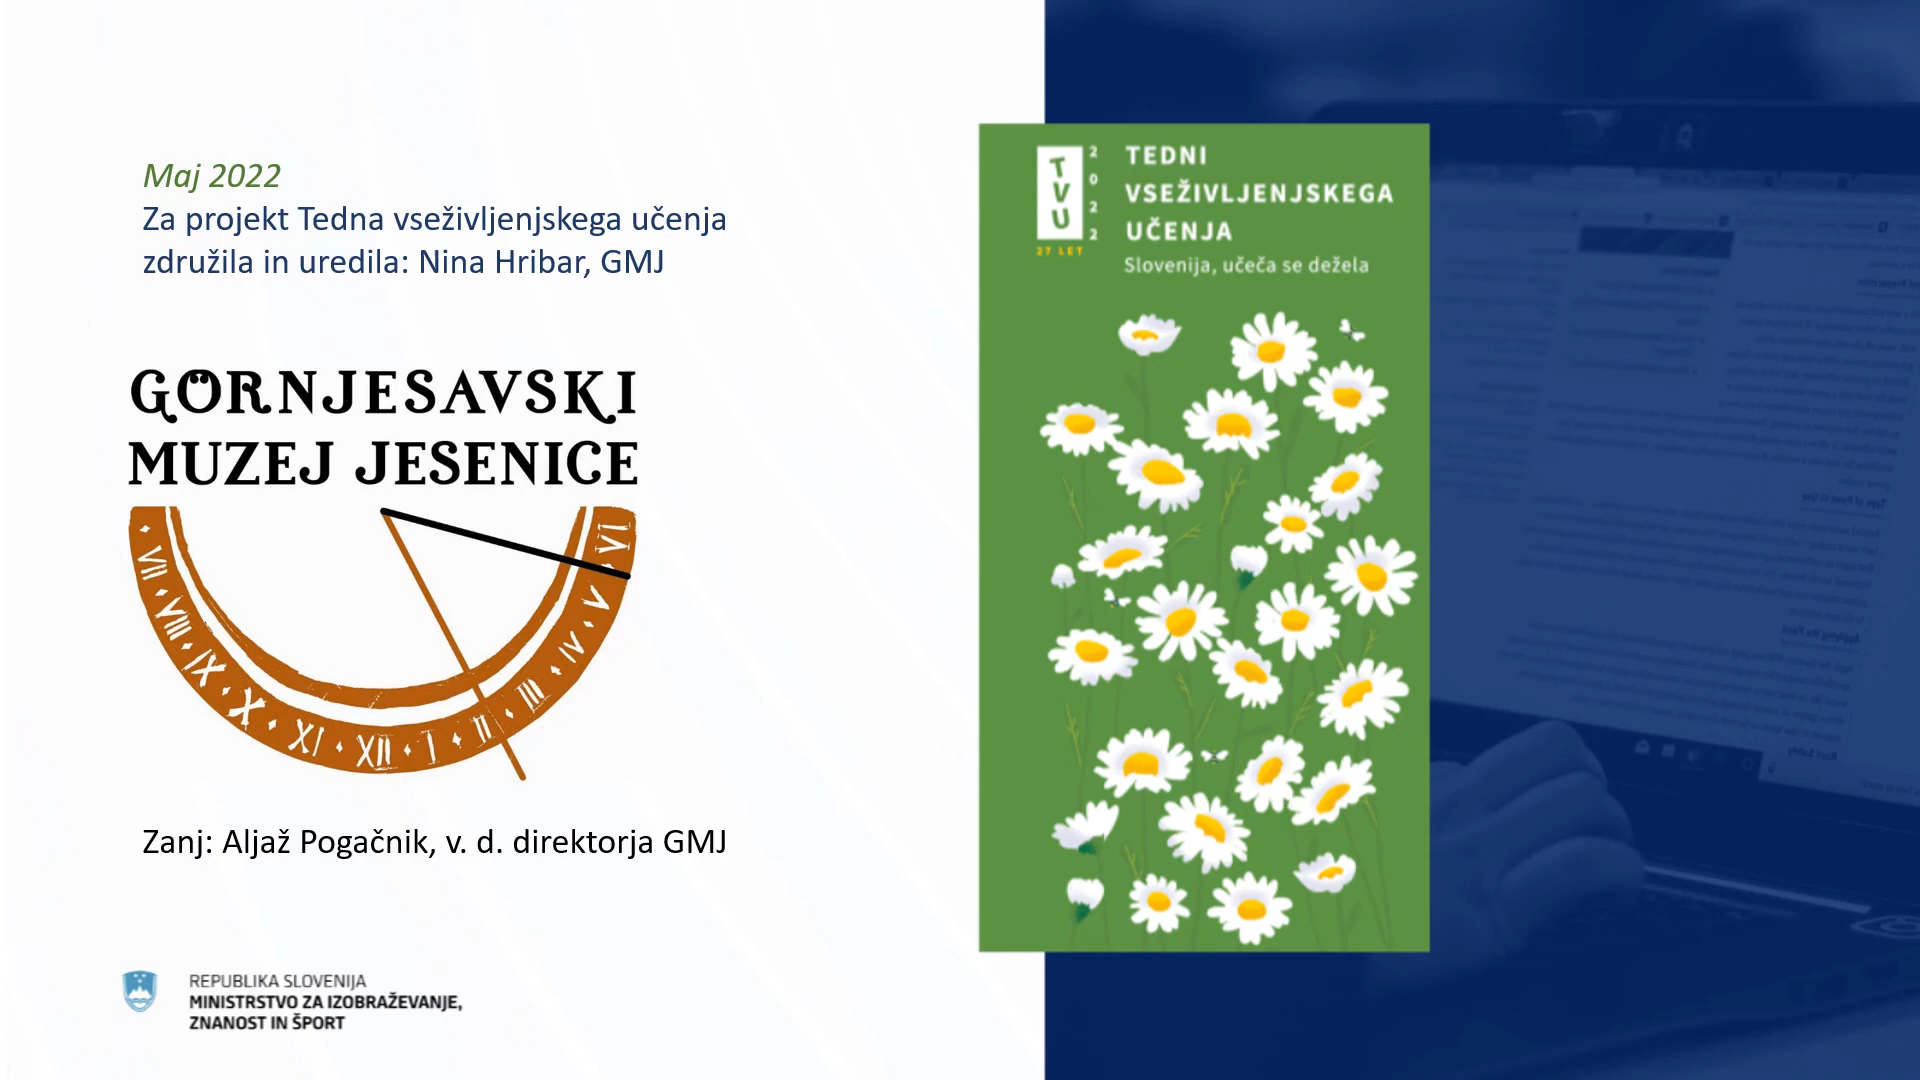 Maj 2022
Za projekt Tedna vseživljenjskega učenja
združila in uredila: Nina Hribar, GMJ
GORNJESAVSKI
MUZEJ JESENICE
VII · VIII · IX · X · XI · XII · I · II · III · IV · V · VI
Zanj: Aljaž Pogačnik, v. d. direktorja GMJ
REPUBLIKA SLOVENIJA
MINISTRSTVO ZA IZOBRAŽEVANJE,
ZNANOST IN ŠPORT
TVU
2022
37 LET
TEDNI
VSEŽIVLJENJSKEGA
UČENJA
Slovenija, učeča se dežela